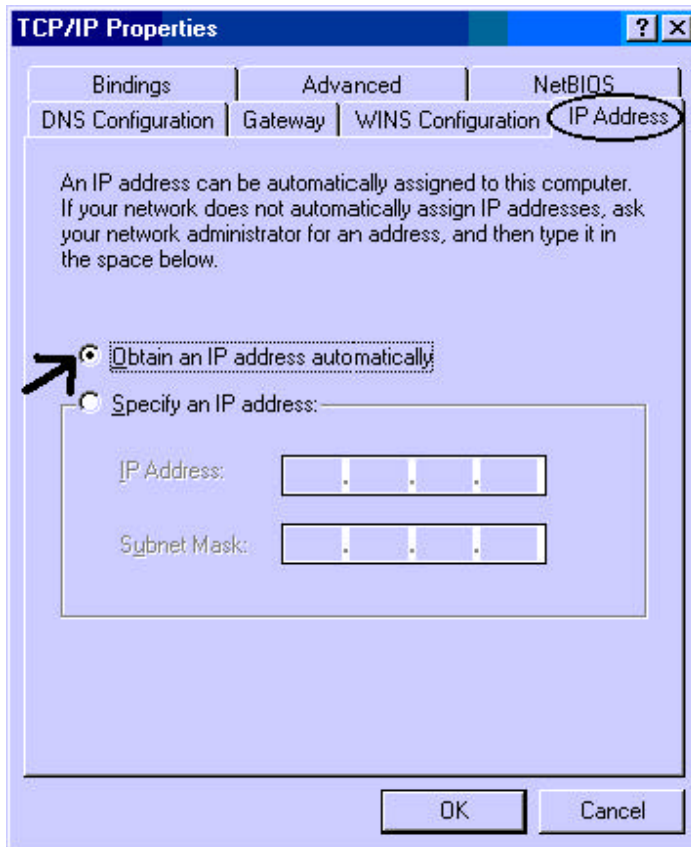 TCP/IP Properties
? X
Bindings Advanced NetBIOS
DNS Configuration Gateway WINS Configuration IP Address
An IP address can be automatically assigned to this computer.
If your network does not automatically assign IP addresses, ask
your network administrator for an address, and then type it in
the space below.
Obtain an IP address automatically
Specify an IP address:
IP Address:
Subnet Mask:
OK Cancel